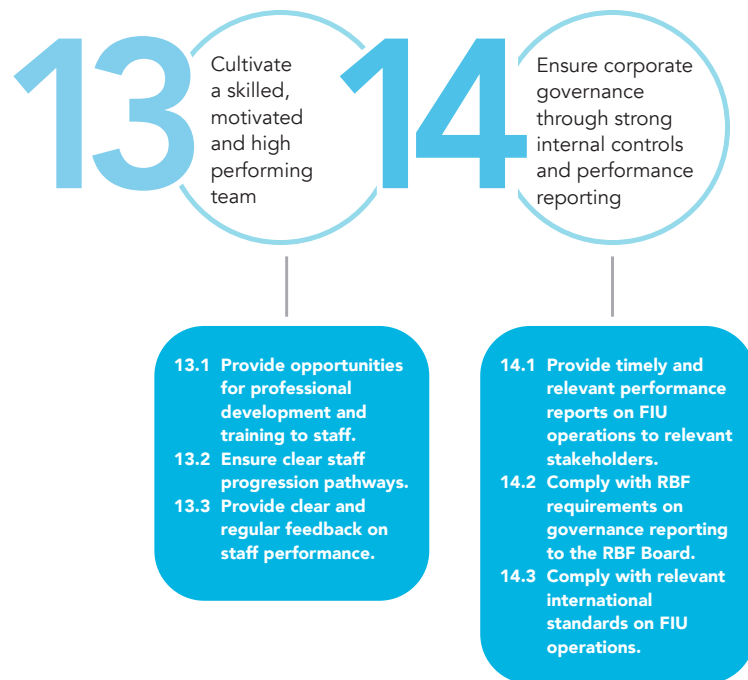 13
Cultivate
a skilled,
motivated
and high
performing
team
14
Ensure corporate
governance
through strong
internal controls
and performance
reporting
13.1 Provide opportunities
for professional
development and
training to staff.
13.2 Ensure clear staff
progression pathways.
13.3 Provide clear and
regular feedback on
staff performance.
14.1 Provide timely and
relevant performance
reports on FIU
operations to relevant
stakeholders.
14.2 Comply with RBF
requirements on
governance reporting
to the RBF Board.
14.3 Comply with relevant
international
standards on FIU
operations.